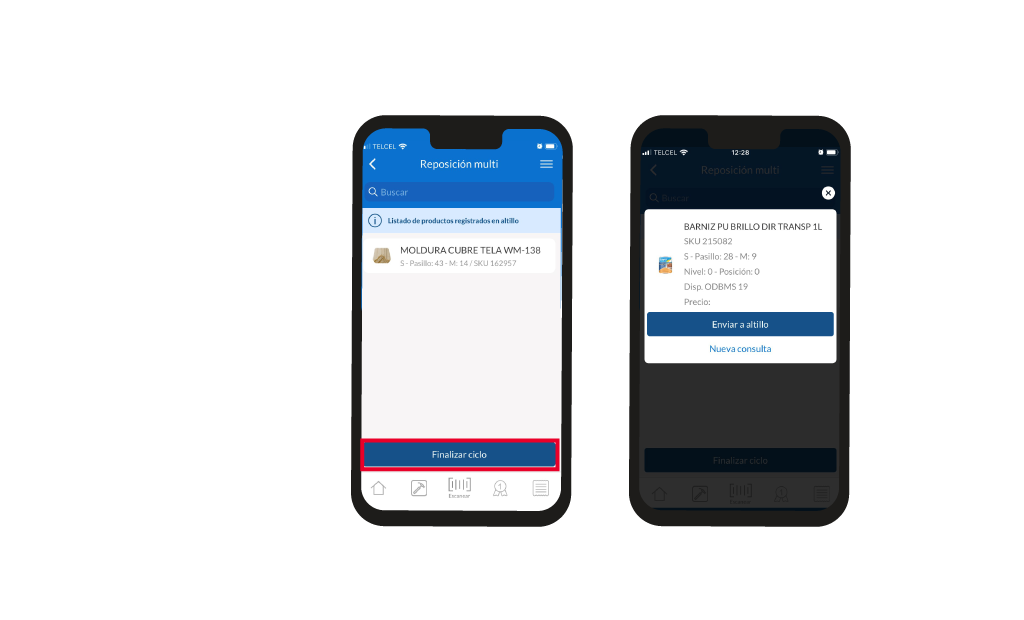 TELCEL
Reposición multi
Buscar
Listado de productos registrados en altillo
MOLDURA CUBRE TELA WM-138
S - Pasillo: 43 - M: 14 / SKU 162957
Finalizar ciclo
Escanear
1
TELCEL 12:28
Reposición multi
Buscar
BARNIZ PU BRILLO DIR TRANSP 1L
SKU 215082
S - Pasillo: 28 - M: 9
Nivel: 0 - Posición: 0
Disp. ODBMS 19
Precio:
Enviar a altillo
Nueva consulta
Finalizar ciclo
Escanear